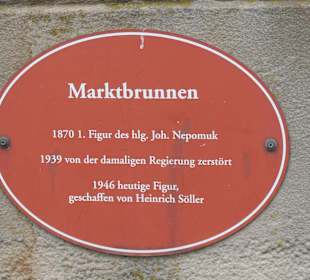 Marktbrunnen
1870 1. Figur des hlg. Joh. Nepomuk
1939 von der damaligen Regierung zerstört
1946 heutige Figur,
geschaffen von Heinrich Söller